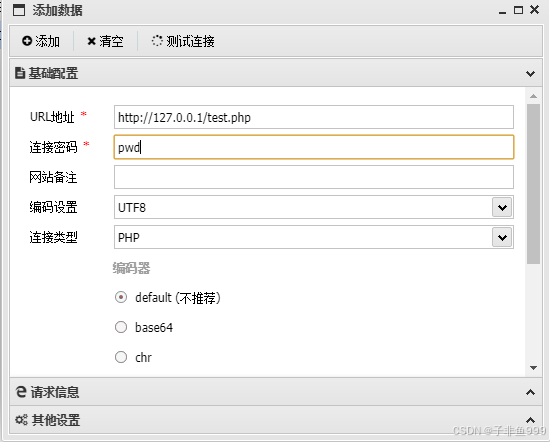 添加数据
添加 清空 测试连接
基础配置
URL地址 * http://127.0.0.1/test.php
连接密码 * pwd
网站备注
编码设置 UTF8
连接类型 PHP
编码器
default (不推荐)
base64
chr
请求信息
其他设置
CSDN @子非鱼999